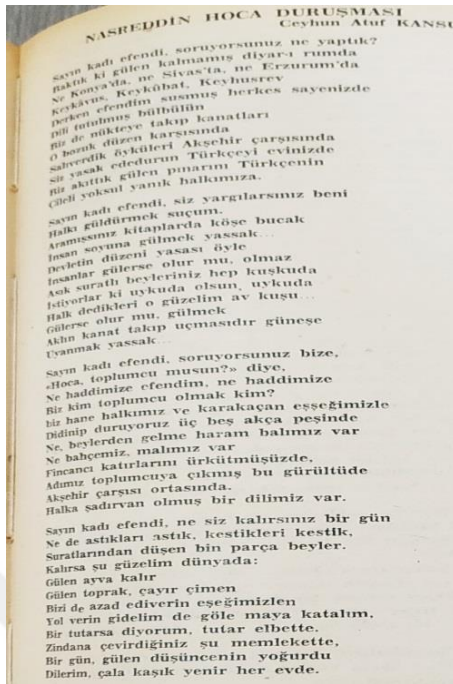 NASREDDİN HOCA DURUŞMASI
Ceyhun Atuf KANSU
Sayın kadı efendi, soruyorsunuz ne yaptık?
Baktık ki gülen kalmamış diyar-ı rumda
Ne Konya'da, ne Sivas'ta, ne Erzurum'da
Keykâvus, Keykûbat, Keyhusrev
Derken efendim susmuş herkes sayenizde
Dili tutulmuş bülbülün
Biz de nükteye takıp kanatları
O bozuk düzen karşısında
Salıverdik öyküleri Akşehir çarşısında
Siz yasak ededurun Türkçeyi evinizde
Biz akıttık gülen pınarını Türkçenin
Çileli yoksul yanık halkımıza.
Sayın kadı efendi, siz yargılarsınız beni
Halkı güldürmek suçum.
Aramışsınız kitaplarda köşe bucak
İnsan soyuna gülmek yassak...
Devletin düzeni yasası öyle
İnsanlar gülerse olur mu, olmaz
Asık suratlı beyleriniz hep kuşkuda
İstiyorlar ki uykuda olsun, uykuda
Halk dedikleri o güzelim av kuşu...
Gülerse olur mu, gülmek
Aklın kanat takıp uçmasıdır güneşe
Uyanmak yassak...
Sayın kadı efendi, soruyorsunuz bize,
«Hoca, toplumcu musun?» diye,
Ne haddimize efendim, ne haddimize
Biz kim toplumcu olmak kim?
biz hane halkımız ve karakaçan eşşeğimizle
Didinip duruyoruz üç beş akça peşinde
Ne, beylerden gelme haram balımız var
Ne bahçemiz, malımız var
Fincancı katırlarını ürkütmüşüzde,
Adımız toplumcuya çıkmış bu gürültüde
Akşehir çarşısı ortasında.
Halka şadırvan olmuş bir dilimiz var.
Sayın kadı efendi, ne siz kalırsınız bir gün
Ne de astıkları astık, kestikleri kestik,
Suratlarından düşen bin parça beyler.
Kalırsa şu güzelim dünyada:
Gülen ayva kalır
Gülen toprak, çayır çimen
Bizi de azad ediverin eşeğimizlen
Yol verin gidelim de göle maya katalım,
Bir tutarsa diyorum, tutar elbette.
Zindana çevirdiğiniz şu memlekette,
Bir gün, gülen düşüncenin yoğurdu
Dilerim, çala kaşık yenir her evde.